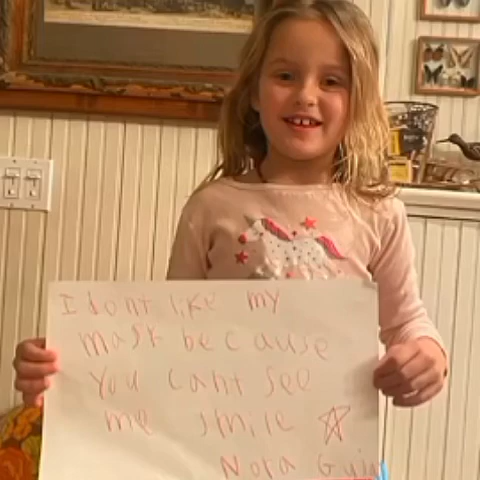 I dont like my
mask because
you cant see
me smile
Nora